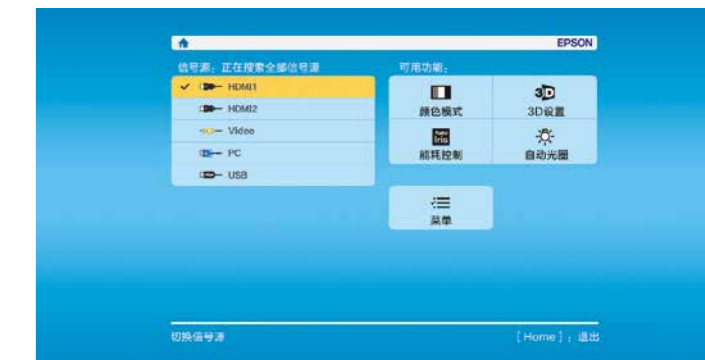 EPSON
信号源：正在搜索全部信号源
HDMI1
HDMI2
Video
PC
USB
可用功能：
颜色模式
3D
3D设置
Iris
能耗控制
自动光圈
菜单
切换信号源
[Home]：退出